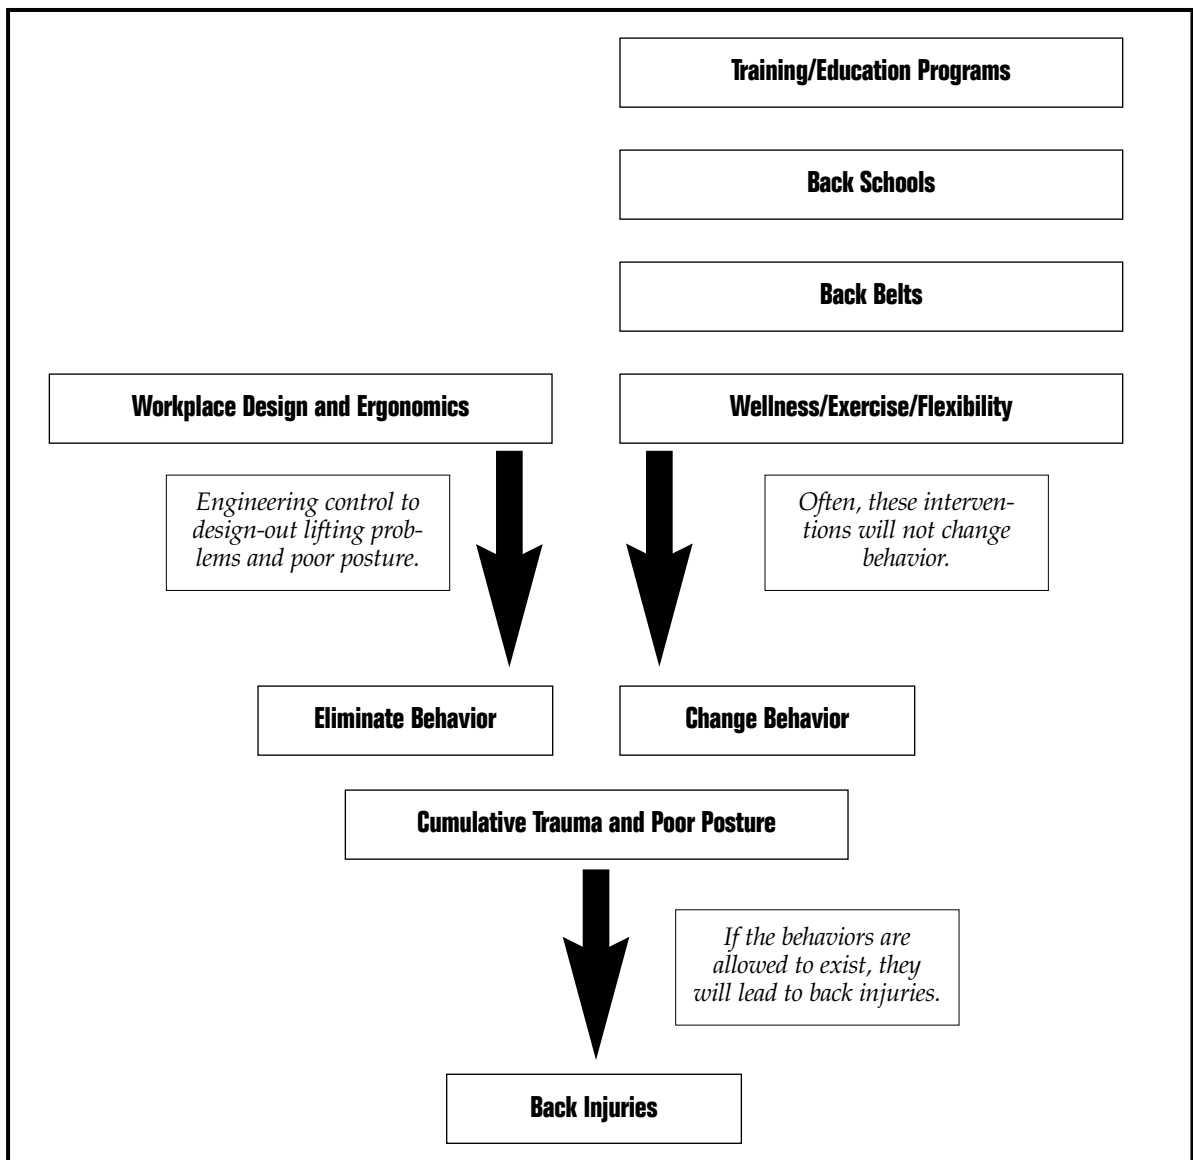 Training/Education Programs
Back Schools
Back Belts
Workplace Design and Ergonomics
Wellness/Exercise/Flexibility
Engineering control to
design-out lifting prob-
lems and poor posture.
Often, these interven-
tions will not change
behavior.
Eliminate Behavior
Change Behavior
Cumulative Trauma and Poor Posture
If the behaviors are
allowed to exist, they
will lead to back injuries.
Back Injuries